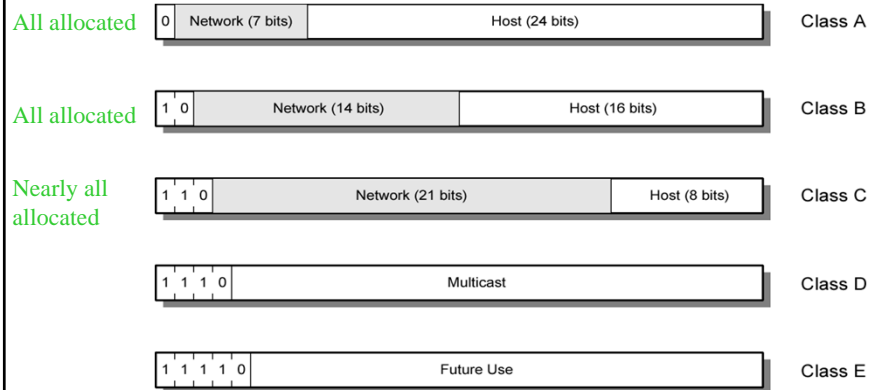 All allocated 0 Network (7 bits) Host (24 bits) Class A
All allocated 1 0 Network (14 bits) Host (16 bits) Class B
Nearly all
allocated 1 1 0 Network (21 bits) Host (8 bits) Class C
1 1 1 0 Multicast Class D
1 1 1 1 0 Future Use Class E